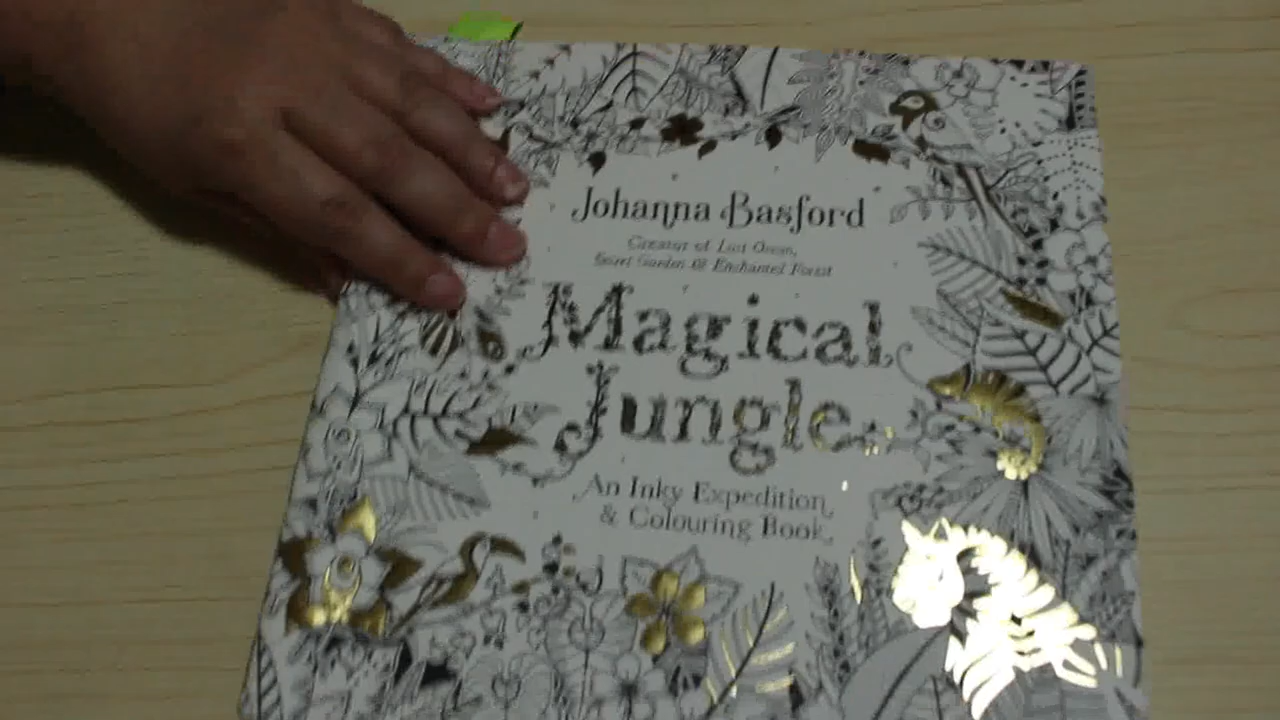 Johanna Basford
Creator of Lost Ocean,
Secret Garden & Enchanted Forest
Magical
Jungle
An Inky Expedition
& Colouring Book